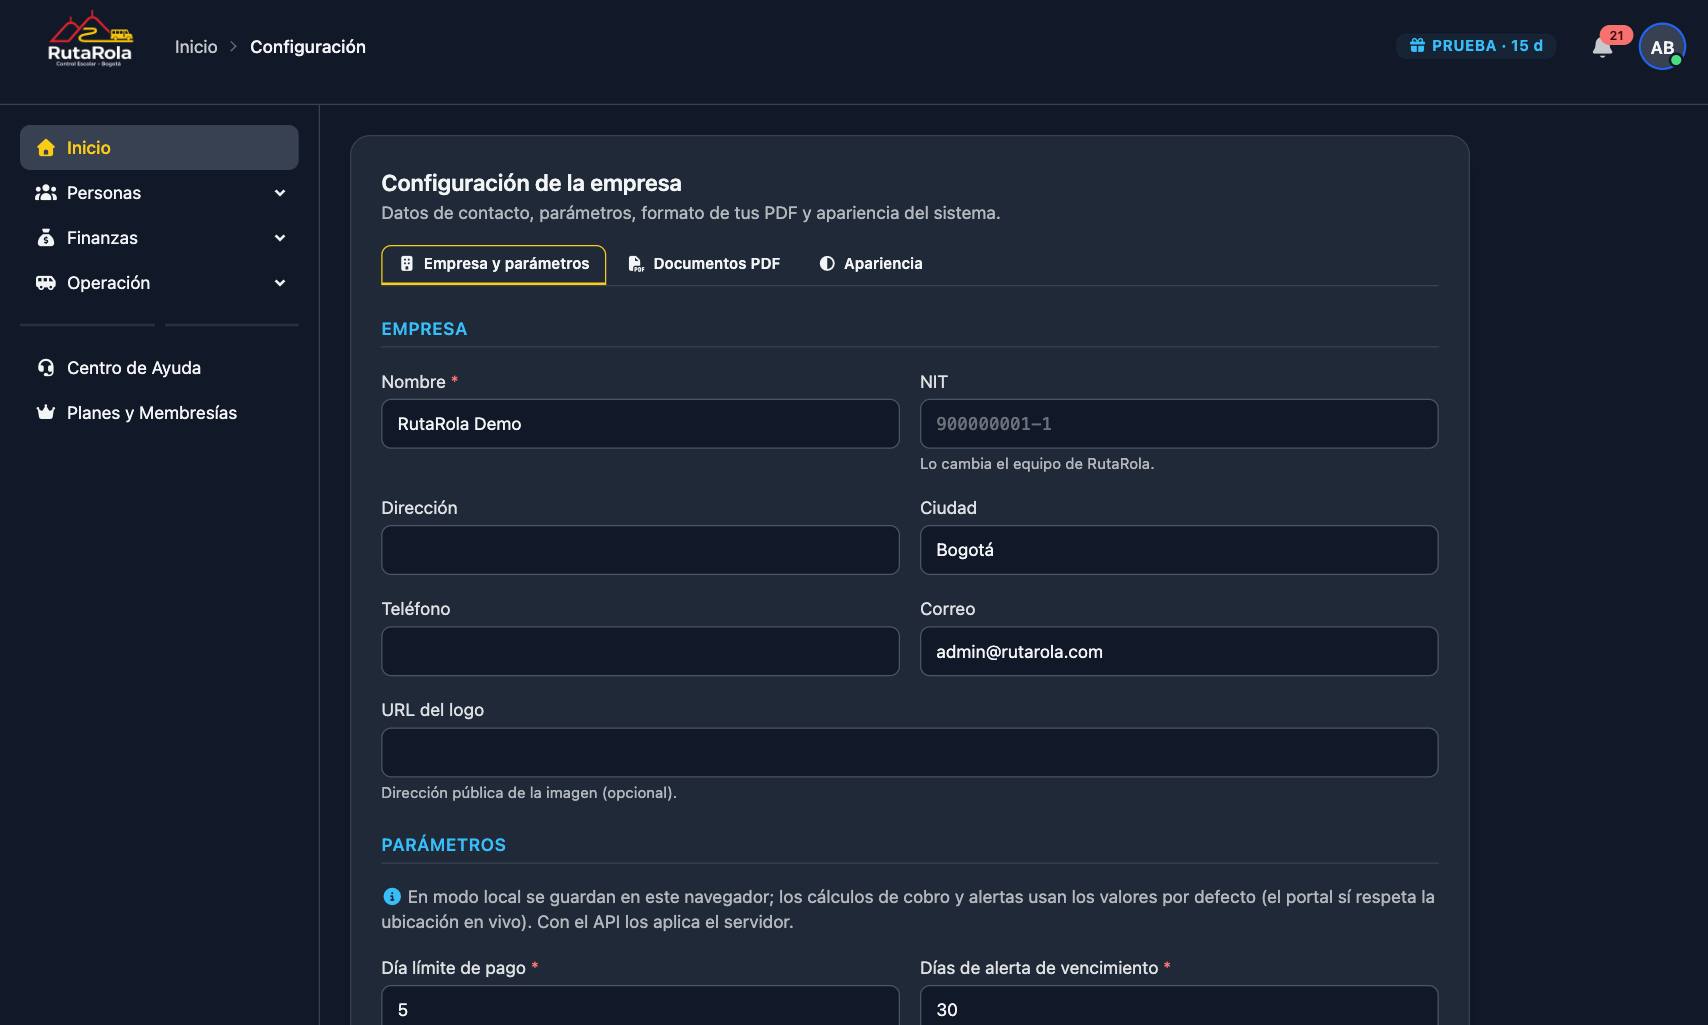 RutaRola
Control Escolar - Bogotá
Inicio > Configuración
PRUEBA · 15 d
21
AB
Inicio
Personas
Finanzas
Operación
Centro de Ayuda
Planes y Membresías
Configuración de la empresa
Datos de contacto, parámetros, formato de tus PDF y apariencia del sistema.
Empresa y parámetros
PDF Documentos PDF
Apariencia
EMPRESA
Nombre *
RutaRola Demo
NIT
900000001-1
Lo cambia el equipo de RutaRola.
Dirección
Ciudad
Bogotá
Teléfono
Correo
admin@rutarola.com
URL del logo
Dirección pública de la imagen (opcional).
PARÁMETROS
En modo local se guardan en este navegador; los cálculos de cobro y alertas usan los valores por defecto (el portal sí respeta la
ubicación en vivo). Con el API los aplica el servidor.
Día límite de pago *
5
Días de alerta de vencimiento *
30